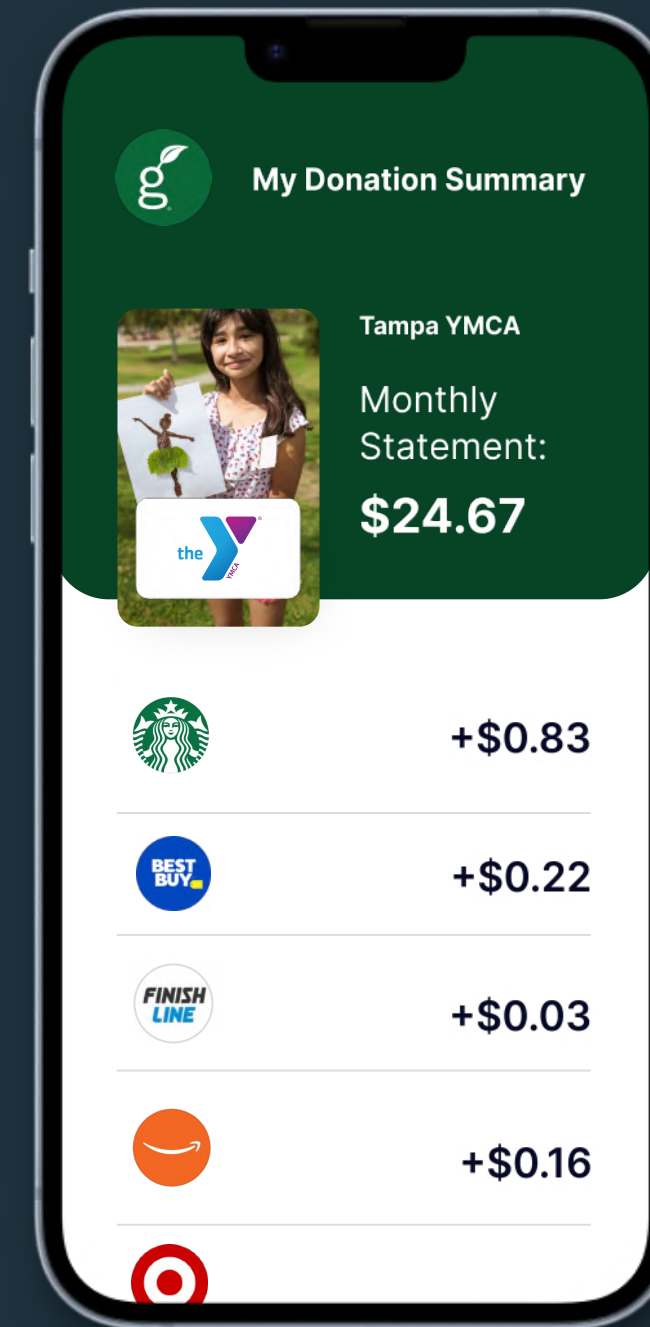 g
My Donation Summary
Tampa YMCA
Monthly
Statement:
$24.67
the
YMCA
+$0.83
BEST
BUY
+$0.22
FINISH
LINE
+$0.03
+$0.16